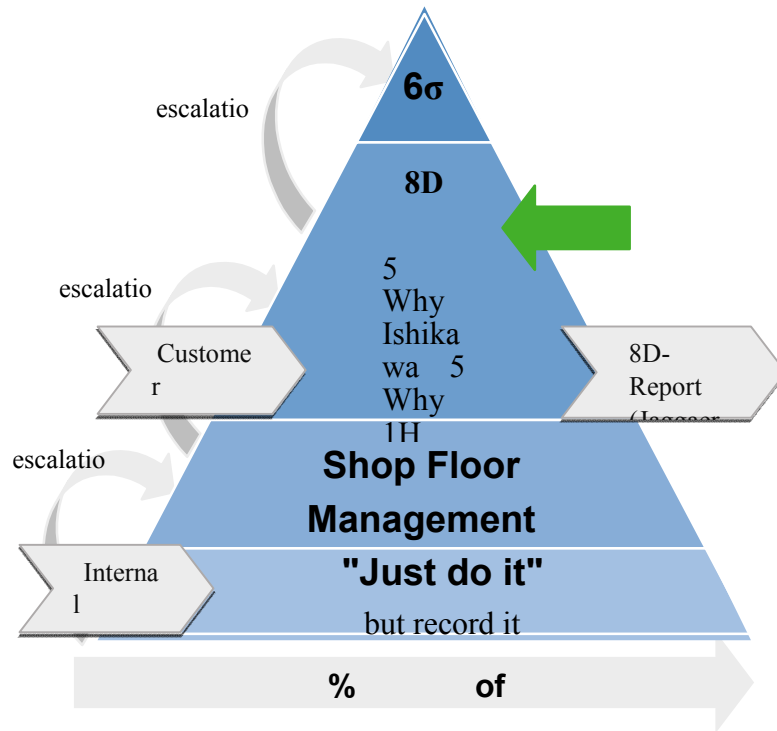 6σ
escalatio
8D
5
Why
Ishika
wa 5
Why
1H
escalatio
Custome
r
8D-
Report
escalatio
Shop Floor
Management
"Just do it"
but record it
Interna
l
% of